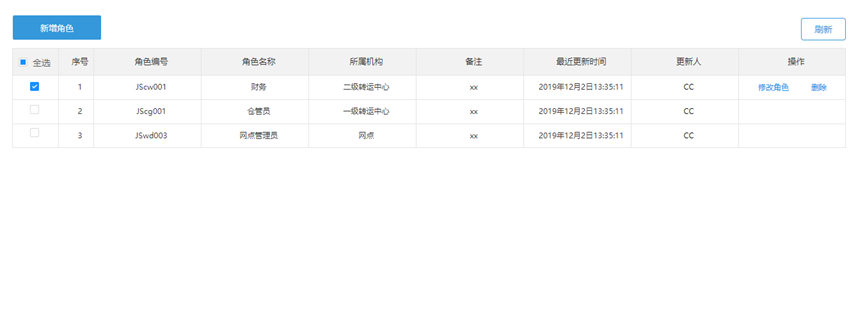 新增角色
刷新
全选 序号 角色编号 角色名称 所属机构 备注 最近更新时间 更新人 操作
1 JScw001 财务 二级转运中心 xx 2019年12月2日13:35:11 CC 修改角色 删除
2 JScg001 仓管员 一级转运中心 xx 2019年12月2日13:35:11 CC
3 JSwd003 网点管理员 网点 xx 2019年12月2日13:35:11 CC